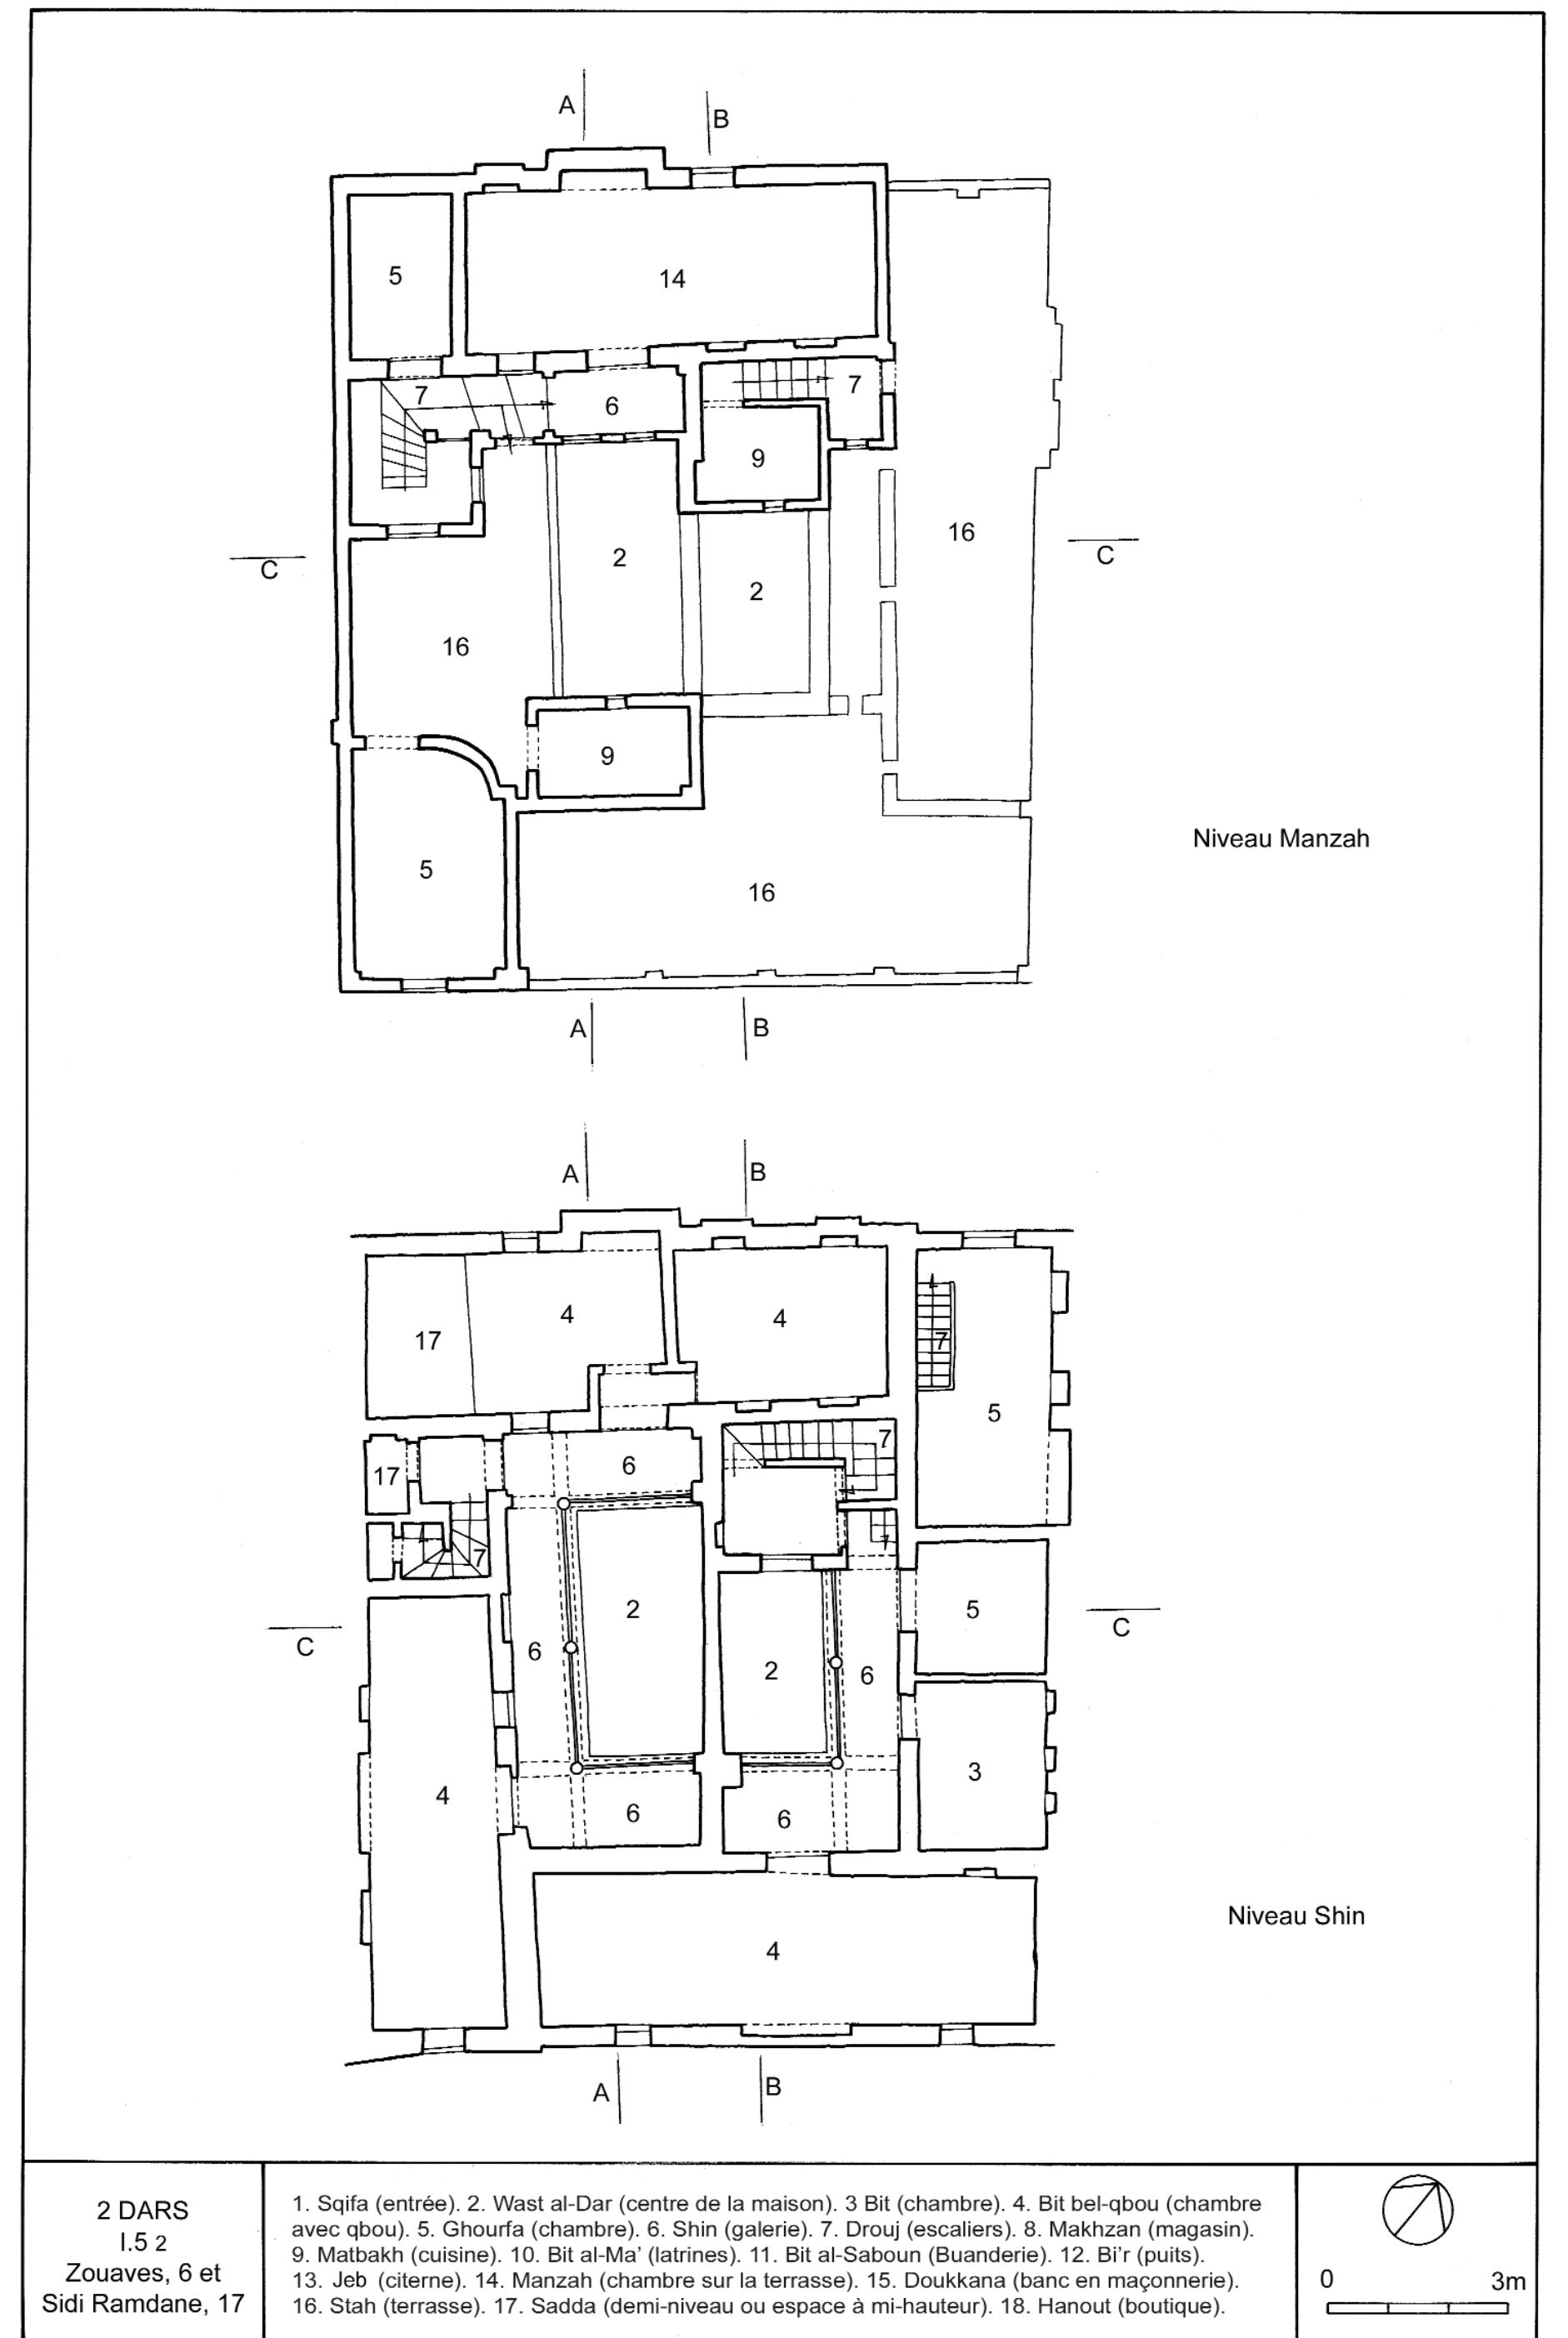 A
B
5
14
7
7
6
9
16
2
C
C
2
16
9
Niveau Manzah
5
16
A
B
A
B
4
4
17
7
5
7
6
17
7
7
2
5
C
C
6
2
6
3
4
6
6
Niveau Shin
4
A
B
2 DARS
I.5 2
Zouaves, 6 et
Sidi Ramdane, 17
1. Sqifa (entrée). 2. Wast al-Dar (centre de la maison). 3 Bit (chambre). 4. Bit bel-qbou (chambre
avec qbou). 5. Ghourfa (chambre). 6. Shin (galerie). 7. Drouj (escaliers). 8. Makhzan (magasin).
9. Matbakh (cuisine). 10. Bit al-Ma’ (latrines). 11. Bit al-Saboun (Buanderie). 12. Bi’r (puits).
13. Jeb (citerne). 14. Manzah (chambre sur la terrasse). 15. Doukkana (banc en maçonnerie).
16. Stah (terrasse). 17. Sadda (demi-niveau ou espace à mi-hauteur). 18. Hanout (boutique).
0 3m